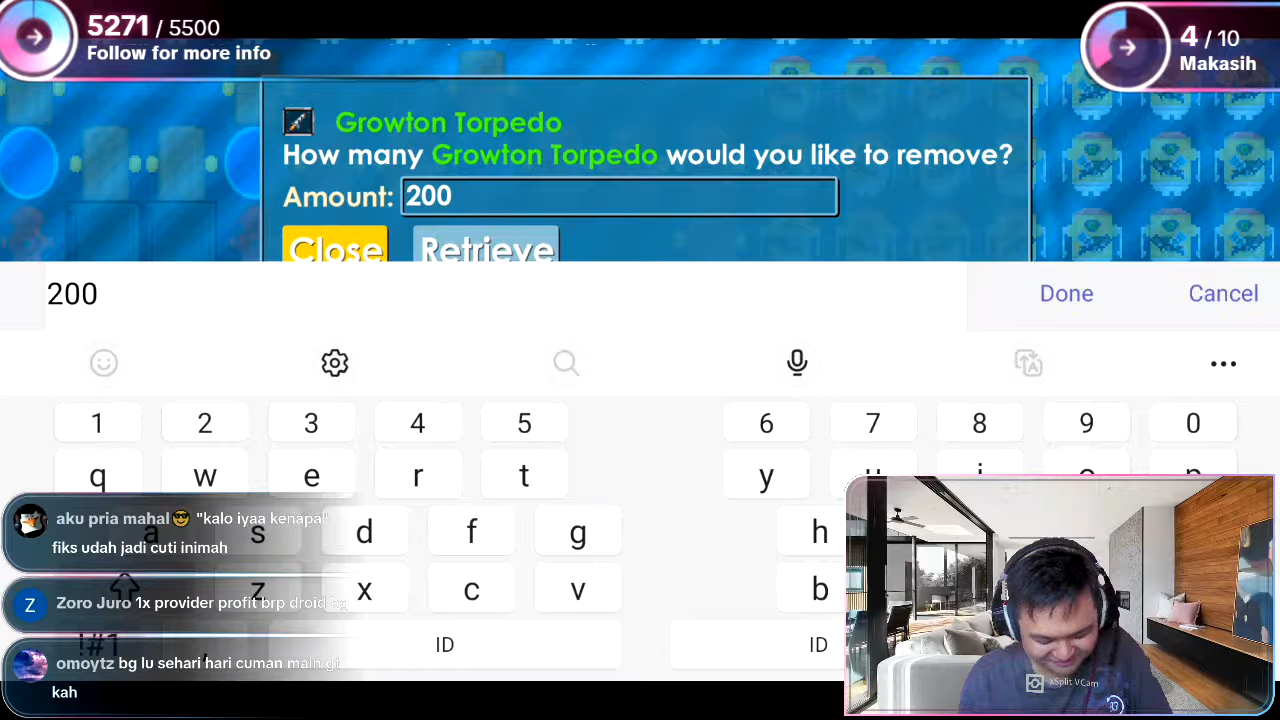 5271 / 5500
Follow for more info
4 / 10
Makasih
Growton Torpedo
How many Growton Torpedo would you like to remove?
Amount: 200
Close Retrieve
200
Done Cancel
1 2 3 4 5 6 7 8 9 0
q w e r t y u i o p
a s d f g h
z x c v b
!#1 , ID ID
aku pria mahal😎 "kalo iyaa kenapa"
fiks udah jadi cuti inimah
Z Zoro Juro 1x provider profit brp droid bg
omoytz bg lu sehari hari cuman main gt
kah
XSplit VCam